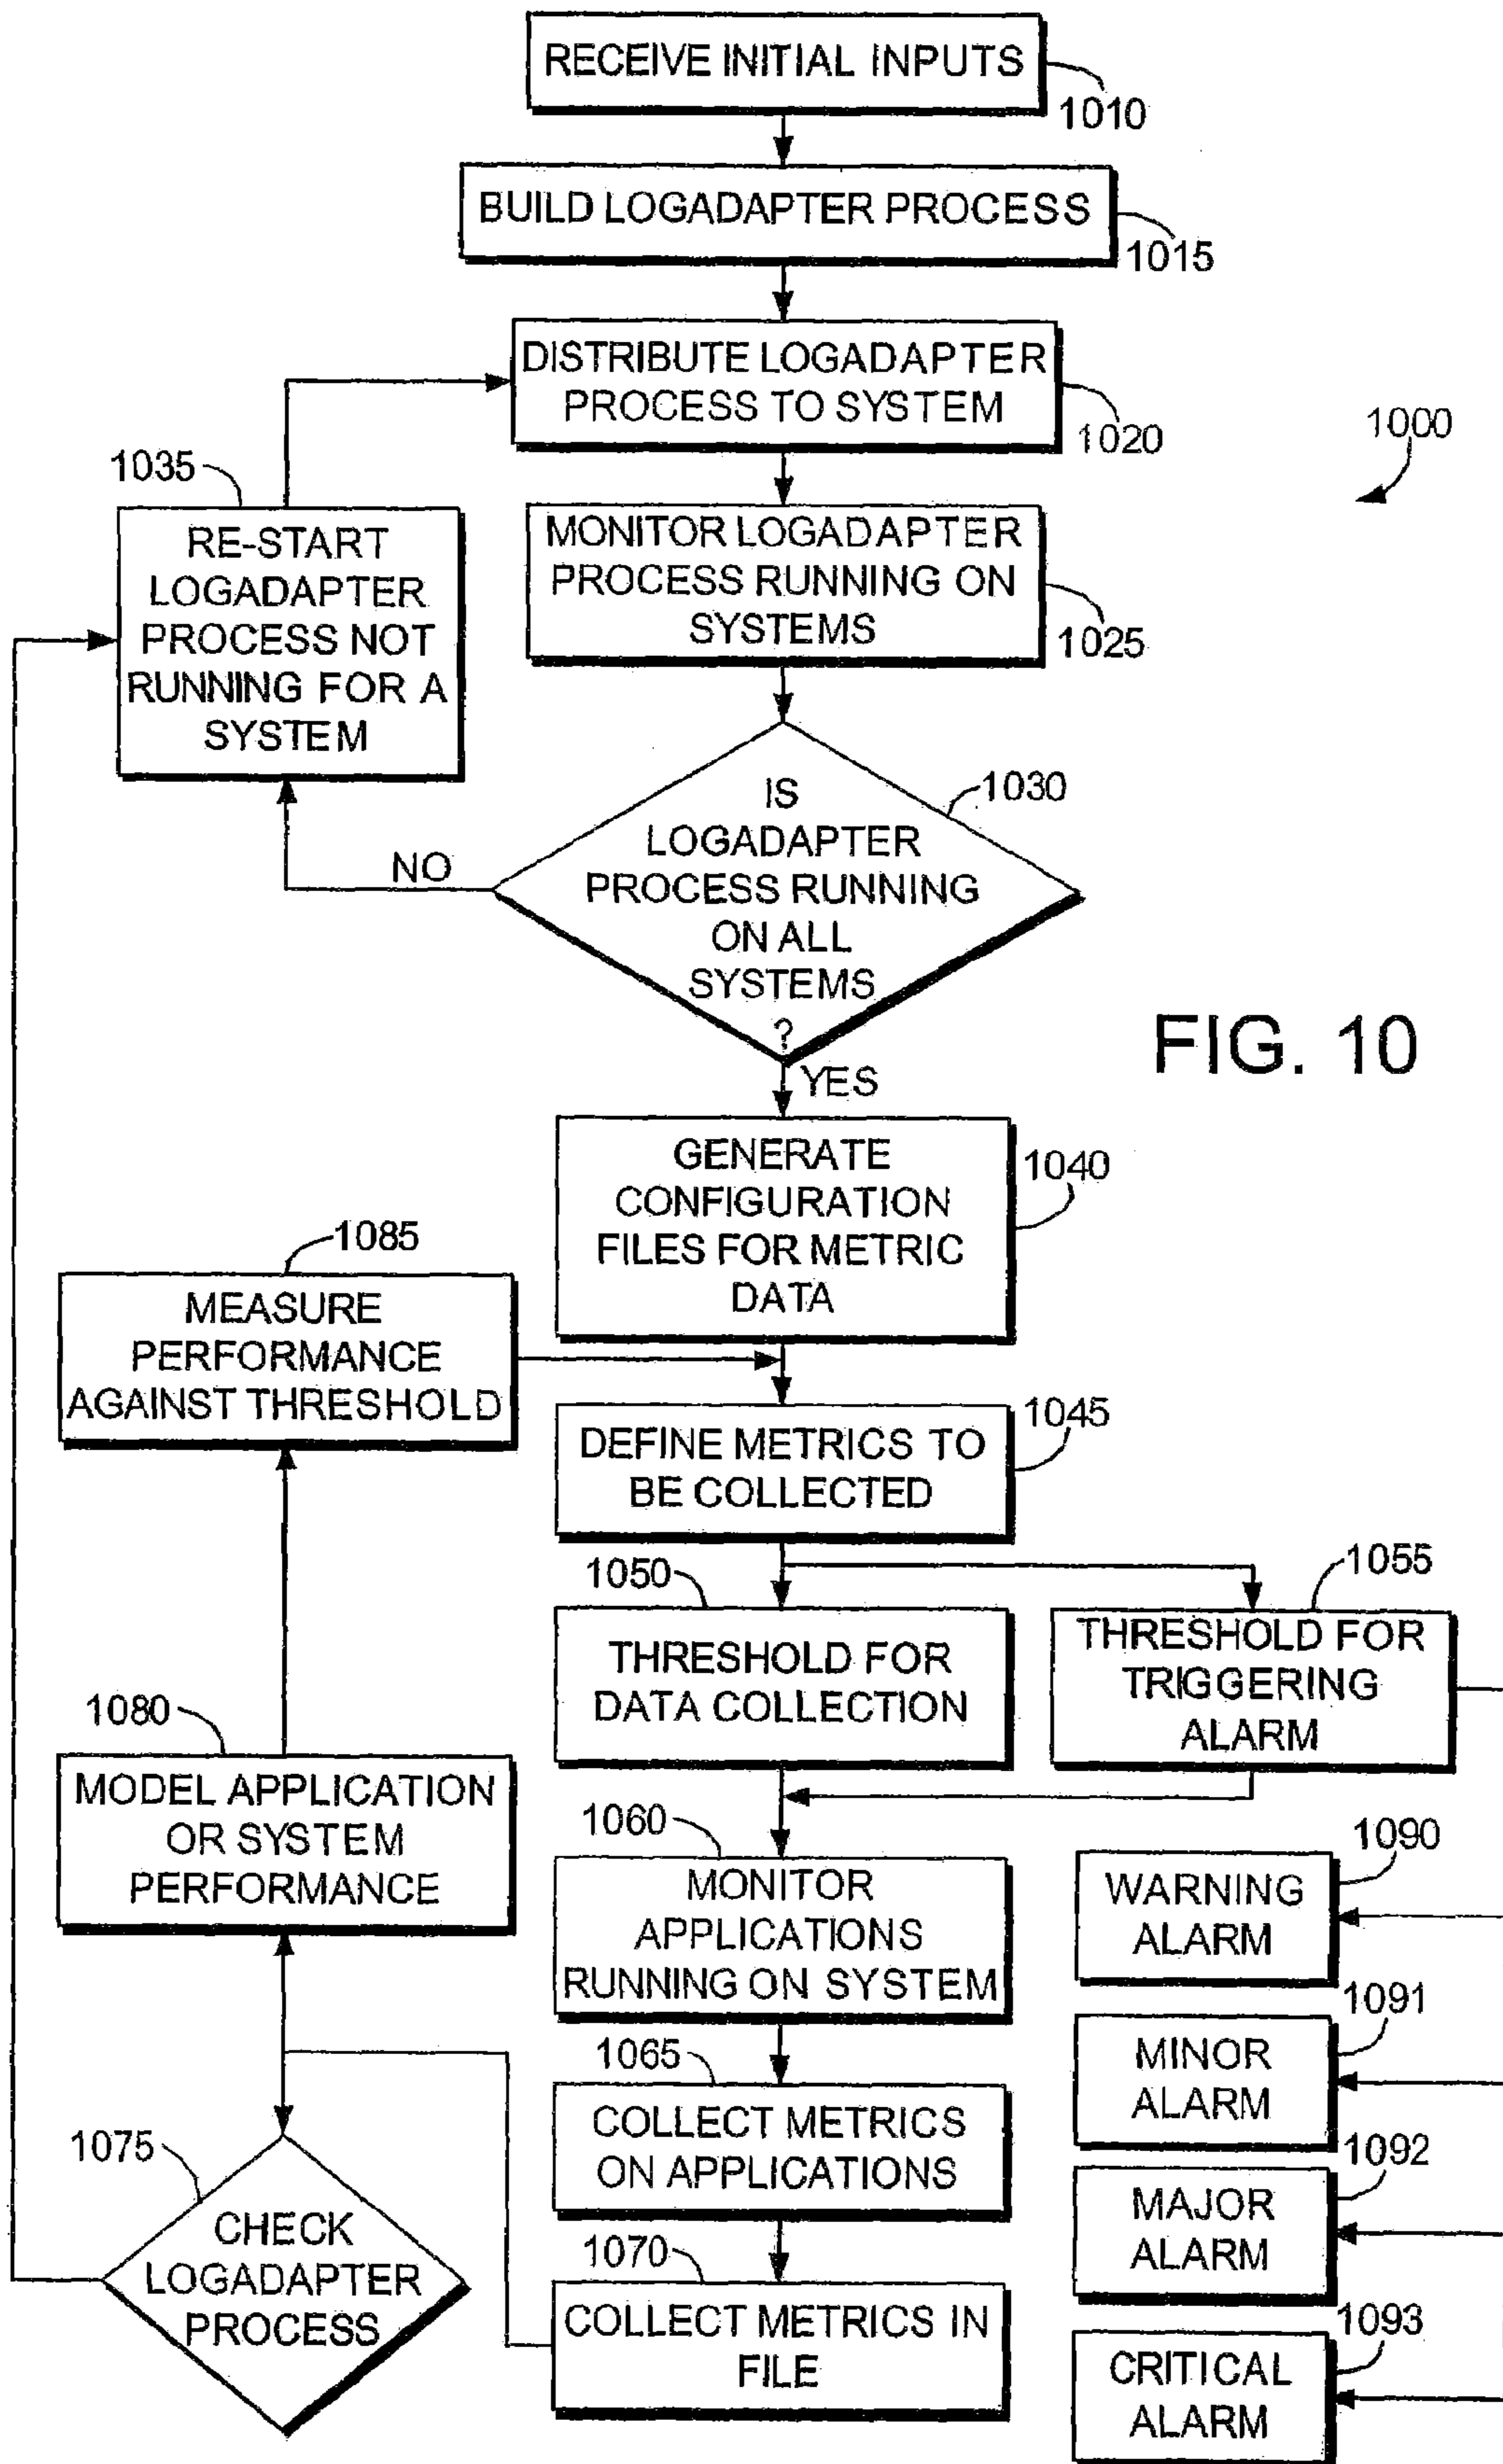 RECEIVE INITIAL INPUTS
1010
BUILD LOGADAPTER PROCESS
1015
DISTRIBUTE LOGADAPTER
PROCESS TO SYSTEM
1020
1000
1035
RE-START
LOGADAPTER
PROCESS NOT
RUNNING FOR A
SYSTEM
MONITOR LOGADAPTER
PROCESS RUNNING ON
SYSTEMS
1025
IS
LOGADAPTER
PROCESS RUNNING
ON ALL
SYSTEMS
?
1030
NO
YES
FIG. 10
GENERATE
CONFIGURATION
FILES FOR METRIC
DATA
1040
1085
MEASURE
PERFORMANCE
AGAINST THRESHOLD
DEFINE METRICS TO
BE COLLECTED
1045
1050
THRESHOLD FOR
DATA COLLECTION
1055
THRESHOLD FOR
TRIGGERING
ALARM
1080
MODEL APPLICATION
OR SYSTEM
PERFORMANCE
1060
MONITOR
APPLICATIONS
RUNNING ON SYSTEM
1090
WARNING
ALARM
1065
COLLECT METRICS
ON APPLICATIONS
1091
MINOR
ALARM
1075
CHECK
LOGADAPTER
PROCESS
1070
COLLECT METRICS IN
FILE
1092
MAJOR
ALARM
1093
CRITICAL
ALARM